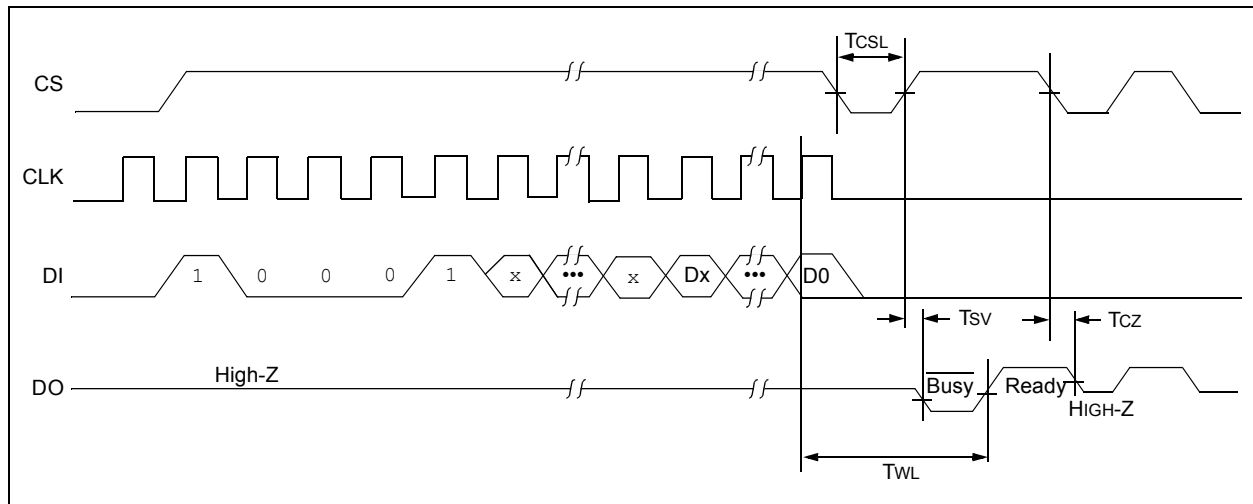 TCSL
CS
CLK
DI 1 0 0 0 1 x ••• x Dx ••• D0
TSV TCZ
High-Z
DO Busy Ready
HIGH-Z
TWL